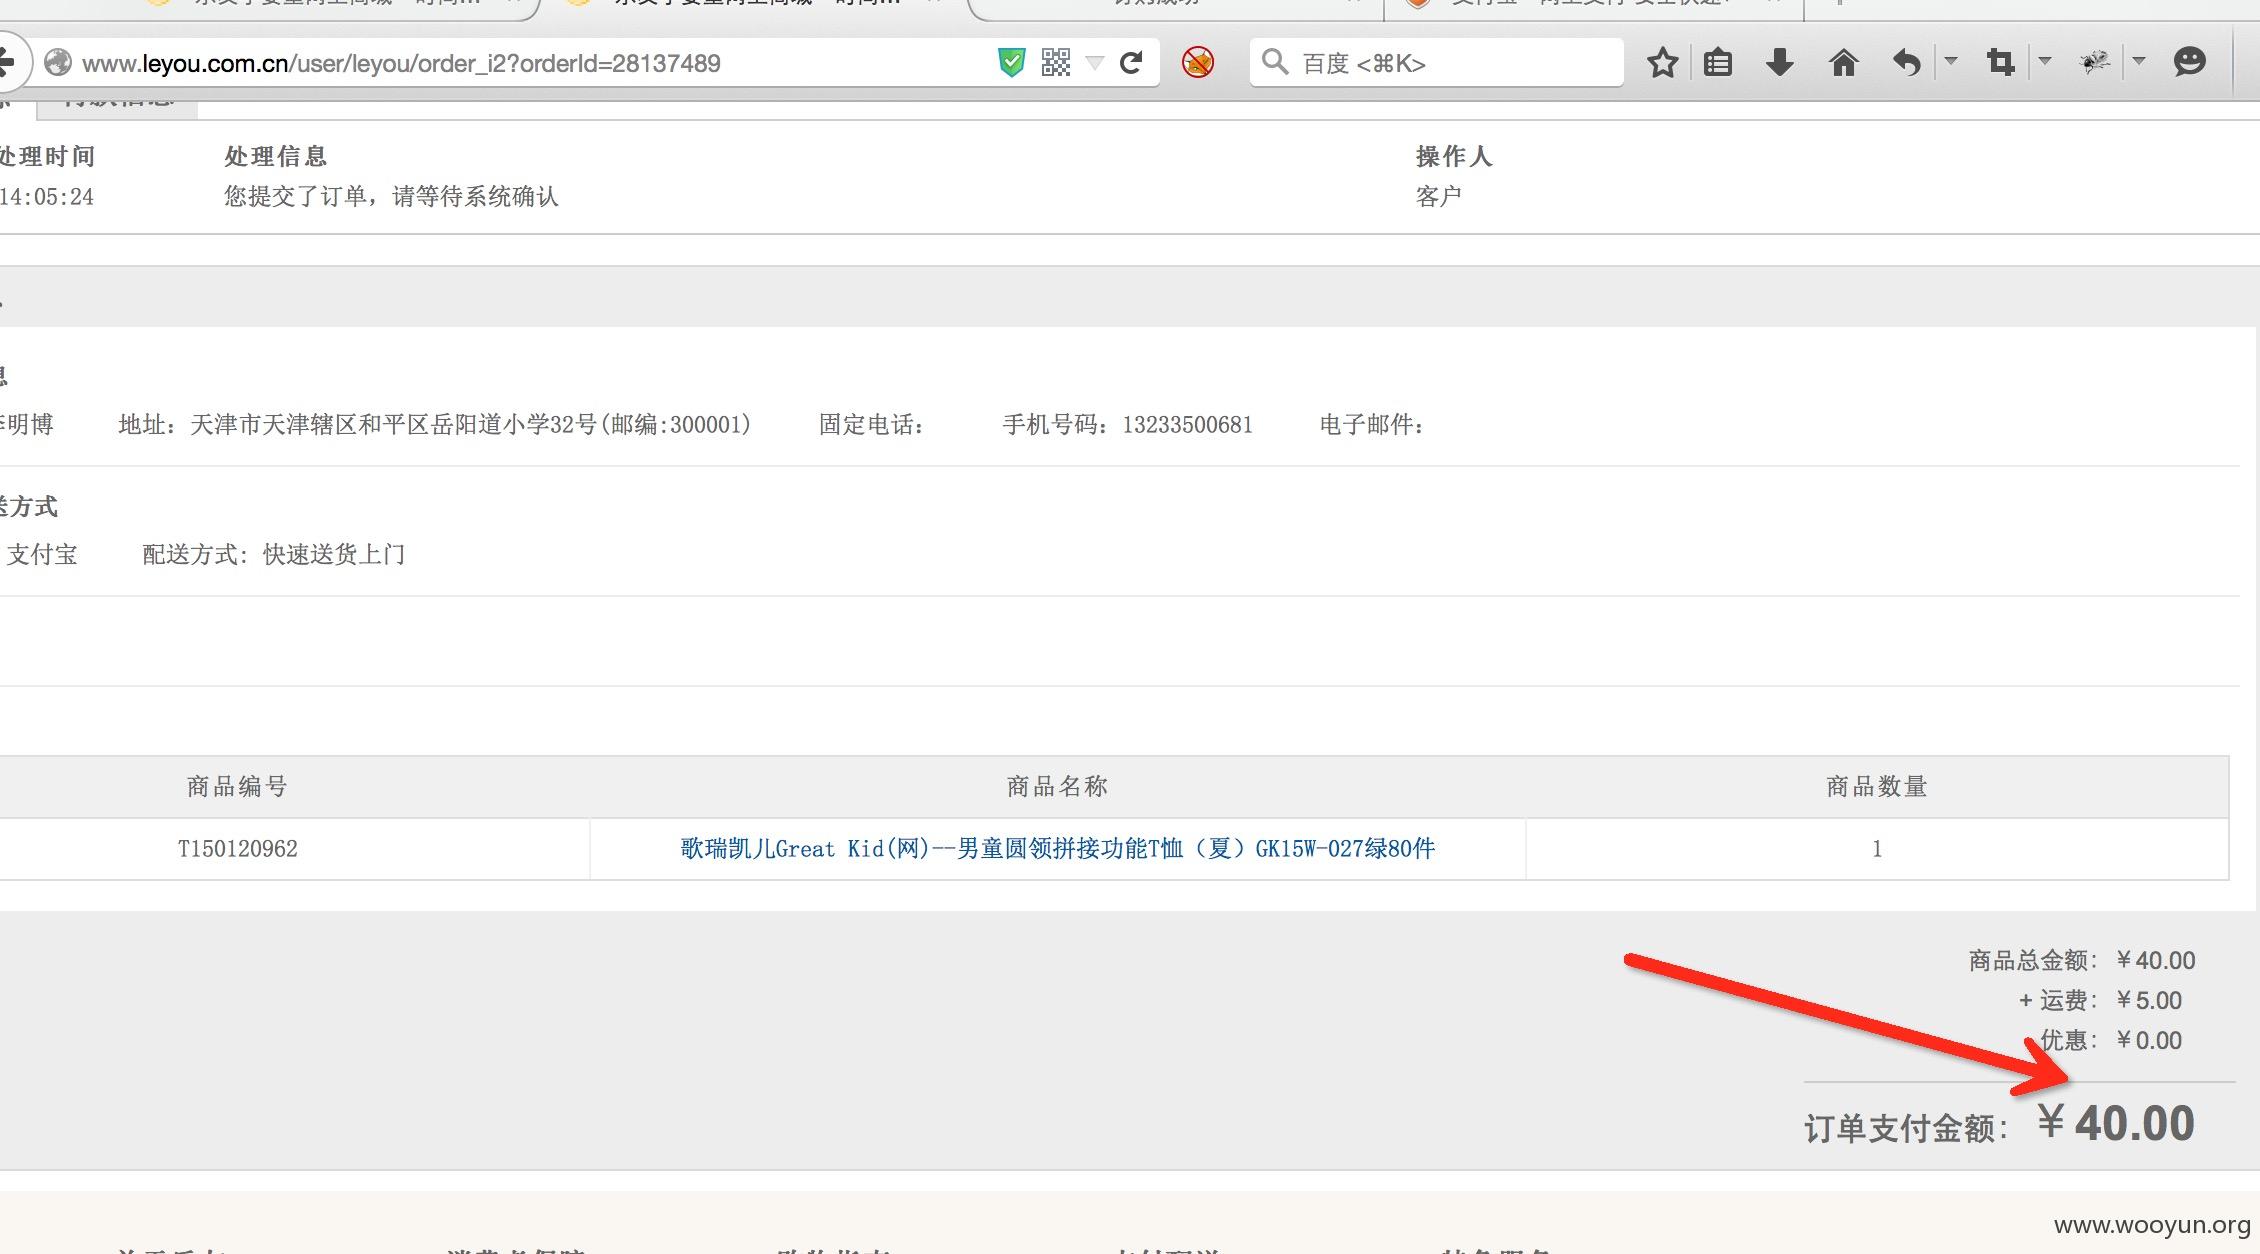 www.leyou.com.cn/user/leyou/order_i2?orderId=28137489
百度 <⌘K>
处理时间 处理信息 操作人
14:05:24 您提交了订单，请等待系统确认 客户
明博 地址：天津市天津辖区和平区岳阳道小学32号(邮编:300001) 固定电话： 手机号码：13233500681 电子邮件：
送方式
支付宝 配送方式：快速送货上门
商品编号 商品名称 商品数量
T150120962 歌瑞凯儿Great Kid(网)--男童圆领拼接功能T恤（夏）GK15W-027绿80件 1
商品总金额： ￥40.00
+ 运费： ￥5.00
优惠： ￥0.00
订单支付金额： ￥40.00
www.wooyun.org